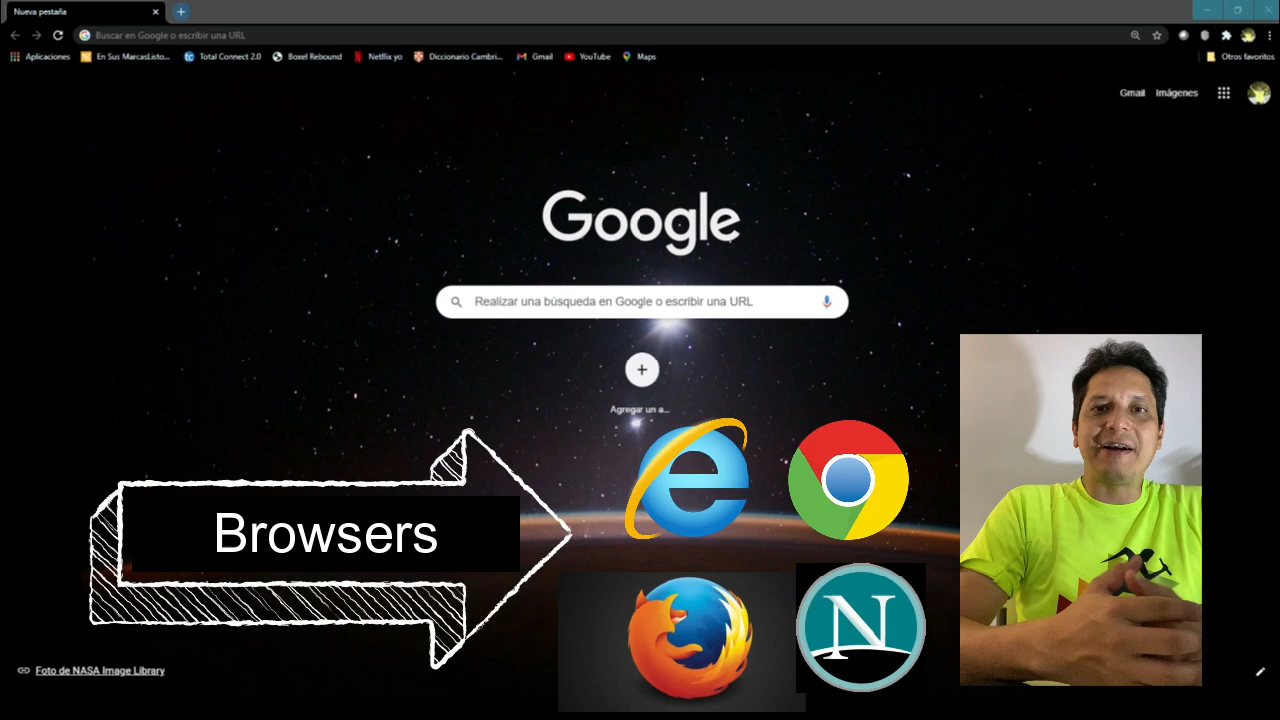 Nueva pestaña
Buscar en Google o escribir una URL
Aplicaciones En Sus MarcasListo... Total Connect 2.0 Boxel Rebound Netflix yo Diccionario Cambri... Gmail YouTube Maps Otros favoritos
Gmail Imágenes
Google
Realizar una búsqueda en Google o escribir una URL
Agregar un a...
Browsers
N
Foto de NASA Image Library